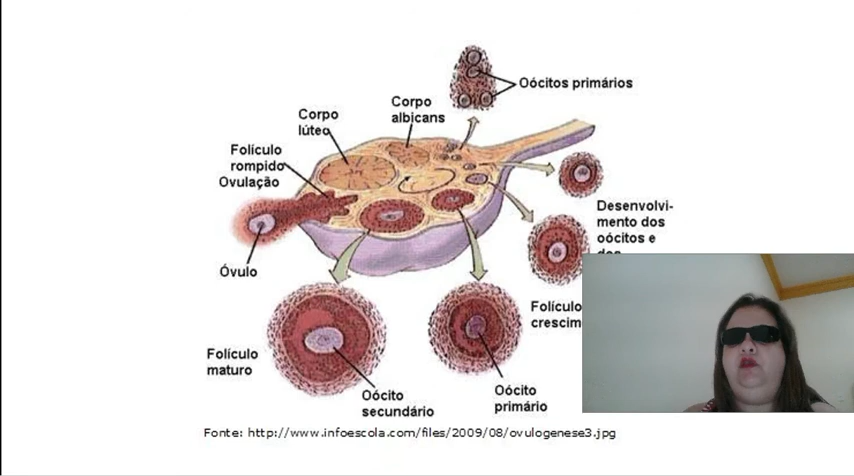 Oócitos primários
Corpo
albicans
Corpo
lúteo
Folículo
rompido
Ovulação
Óvulo
Desenvolvi-
mento dos
oócitos e
Folículo
Folículo
maturo
Oócito
secundário
Oócito
primário
Fonte: http://www.infoescola.com/files/2009/08/ovulogenese3.jpg